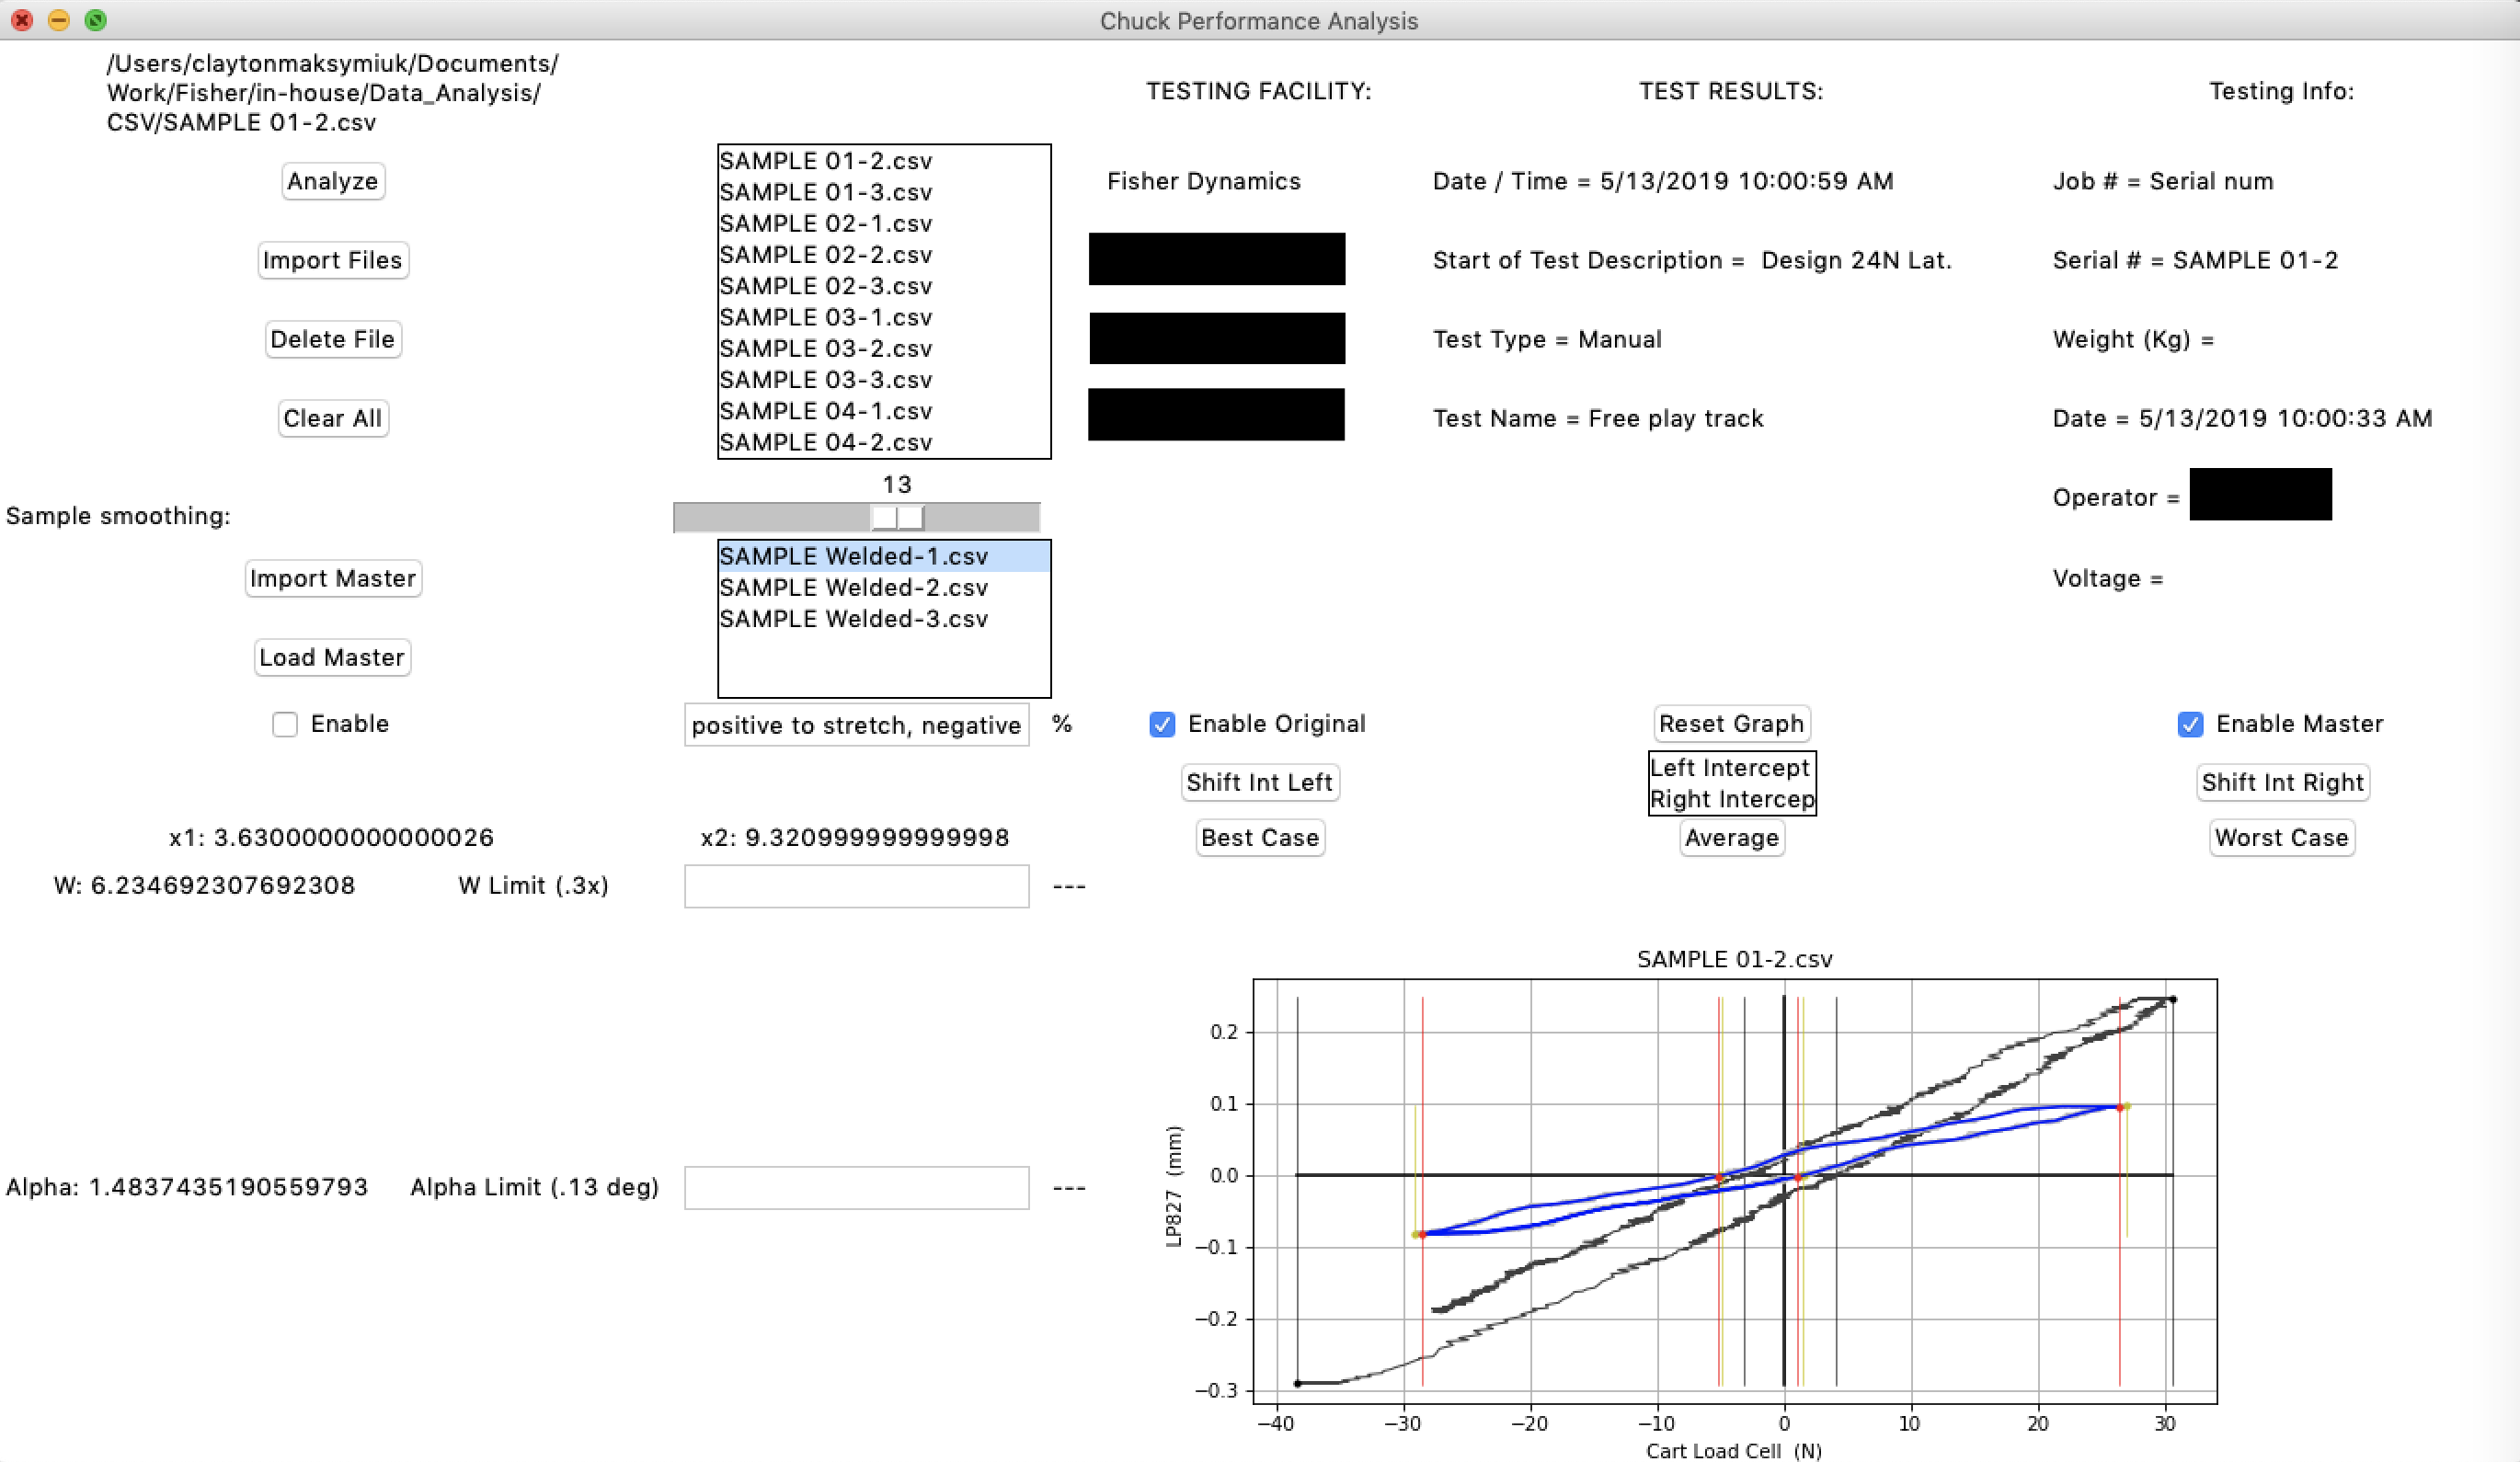 Chuck Performance Analysis
/Users/claytonmaksymiuk/Documents/
Work/Fisher/in-house/Data_Analysis/
CSV/SAMPLE 01-2.csv
TESTING FACILITY:
TEST RESULTS:
Testing Info:
Analyze
Import Files
Delete File
Clear All
SAMPLE 01-2.csv
SAMPLE 01-3.csv
SAMPLE 02-1.csv
SAMPLE 02-2.csv
SAMPLE 02-3.csv
SAMPLE 03-1.csv
SAMPLE 03-2.csv
SAMPLE 03-3.csv
SAMPLE 04-1.csv
SAMPLE 04-2.csv
Fisher Dynamics
Date / Time = 5/13/2019 10:00:59 AM
Start of Test Description =  Design 24N Lat.
Test Type = Manual
Test Name = Free play track
Job # = Serial num
Serial # = SAMPLE 01-2
Weight (Kg) =
Date = 5/13/2019 10:00:33 AM
Operator =
Voltage =
13
Sample smoothing:
Import Master
Load Master
SAMPLE Welded-1.csv
SAMPLE Welded-2.csv
SAMPLE Welded-3.csv
Enable
positive to stretch, negative
%
Enable Original
Reset Graph
Enable Master
Shift Int Left
Left Intercept
Right Intercep
Shift Int Right
x1: 3.6300000000000026
x2: 9.320999999999998
Best Case
Average
Worst Case
W: 6.234692307692308
W Limit (.3x)
---
Alpha: 1.4837435190559793
Alpha Limit (.13 deg)
---
SAMPLE 01-2.csv
0.2
0.1
0.0
−0.1
−0.2
−0.3
LP827  (mm)
−40
−30
−20
−10
0
10
20
30
Cart Load Cell  (N)